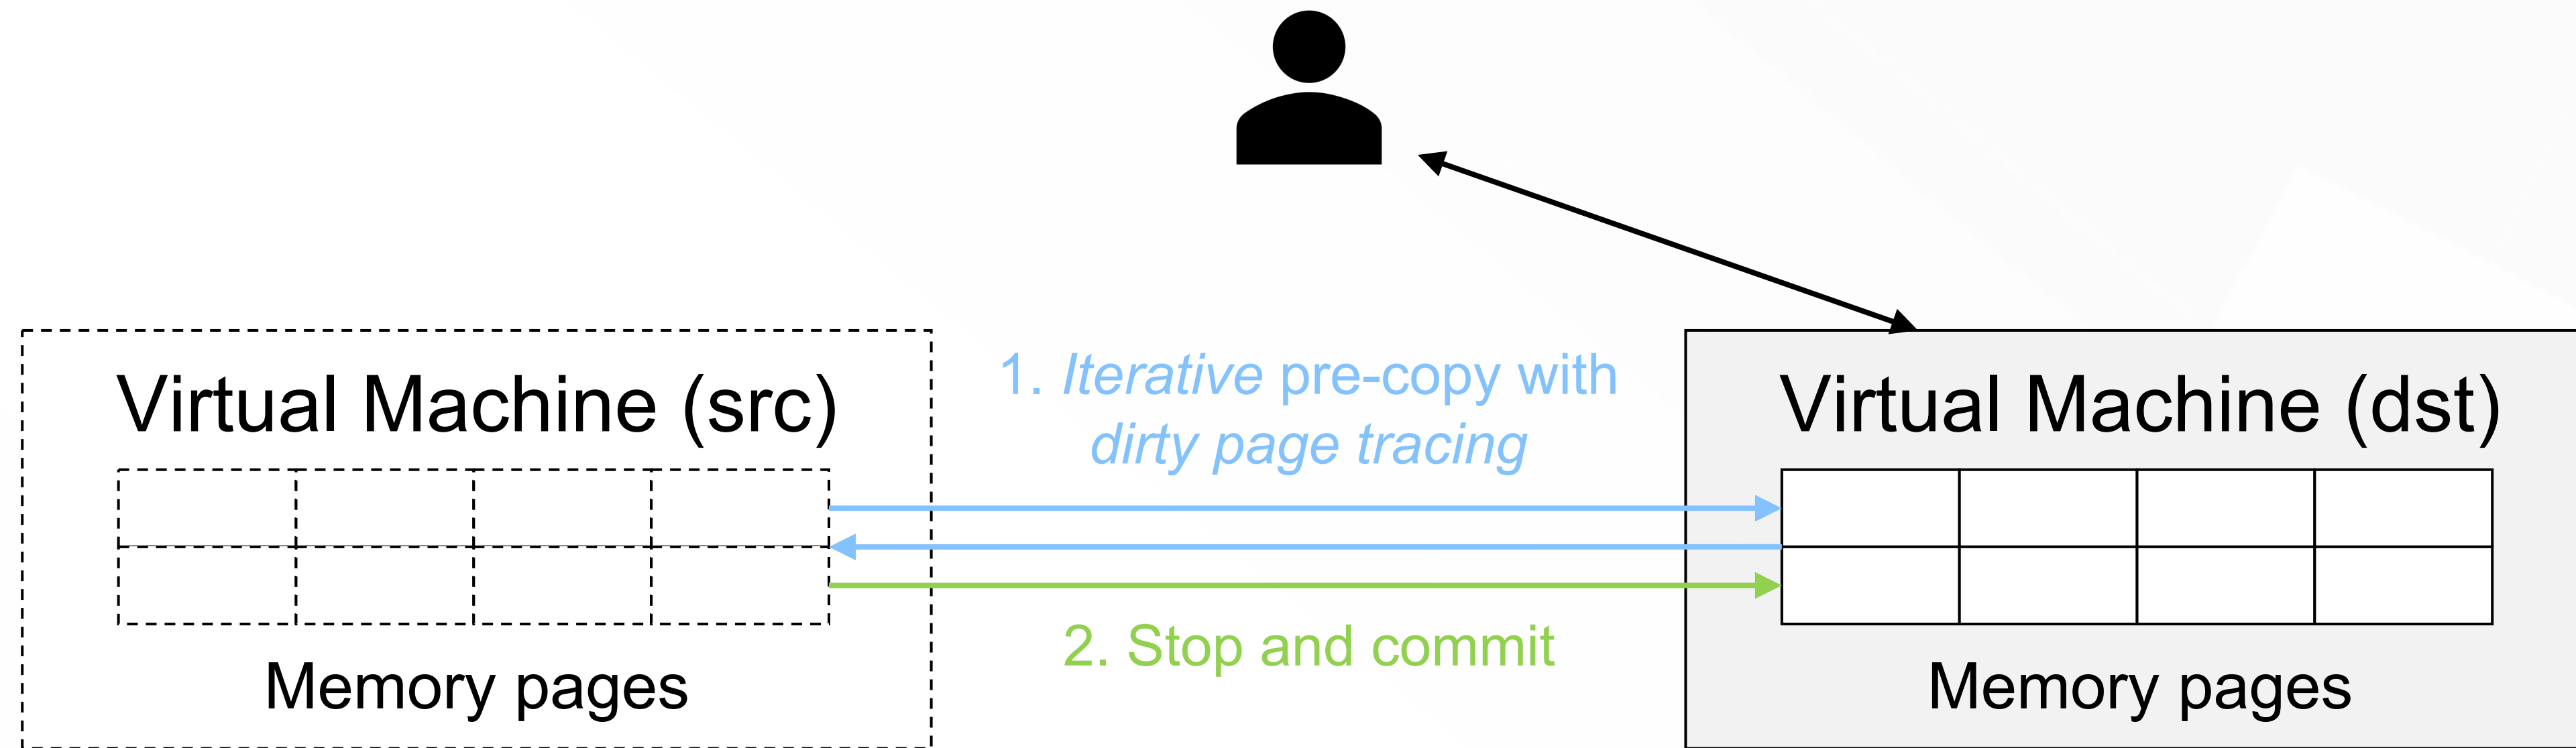 Virtual Machine (src)
Memory pages
1. Iterative pre-copy with
dirty page tracing
2. Stop and commit
Virtual Machine (dst)
Memory pages